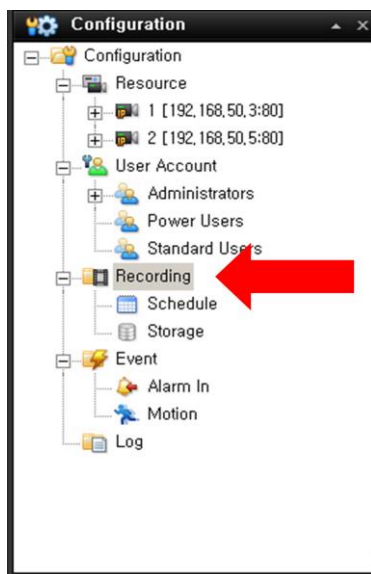 Configuration
Configuration
Resource
1 [192,168,50,3:80]
2 [192,168,50,5:80]
User Account
Administrators
Power Users
Standard Users
Recording
Schedule
Storage
Event
Alarm In
Motion
Log